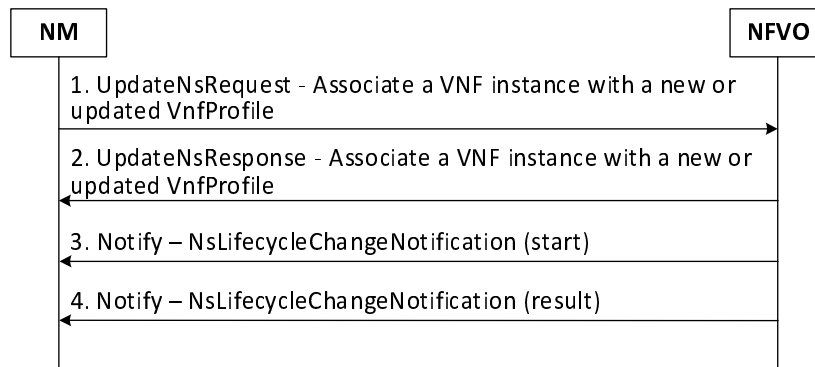 NM
NFVO
1. UpdateNsRequest - Associate a VNF instance with a new or
updated VnfProfile
2. UpdateNsResponse - Associate a VNF instance with a new or
updated VnfProfile
3. Notify – NsLifecycleChangeNotification (start)
4. Notify – NsLifecycleChangeNotification (result)